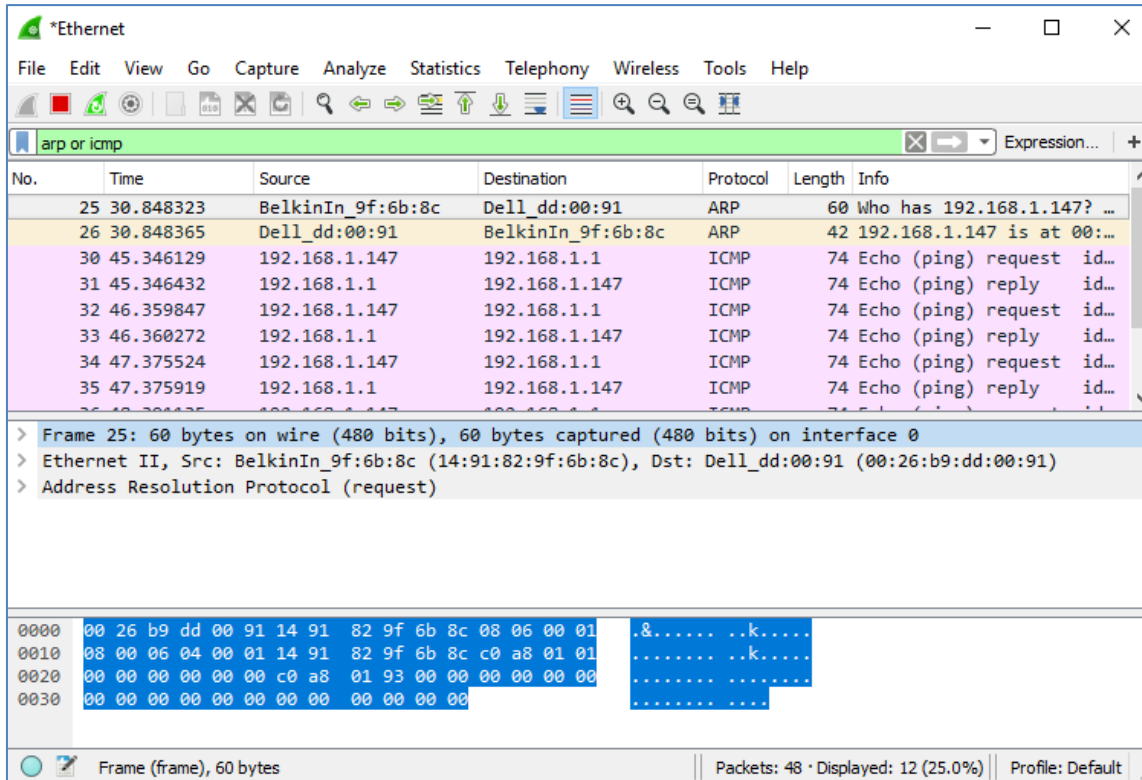 *Ethernet
File Edit View Go Capture Analyze Statistics Telephony Wireless Tools Help
arp or icmp Expression... +
No. Time Source Destination Protocol Length Info
25 30.848323 BelkinIn_9f:6b:8c Dell_dd:00:91 ARP 60 Who has 192.168.1.147? …
26 30.848365 Dell_dd:00:91 BelkinIn_9f:6b:8c ARP 42 192.168.1.147 is at 00:…
30 45.346129 192.168.1.147 192.168.1.1 ICMP 74 Echo (ping) request id…
31 45.346432 192.168.1.1 192.168.1.147 ICMP 74 Echo (ping) reply id…
32 46.359847 192.168.1.147 192.168.1.1 ICMP 74 Echo (ping) request id…
33 46.360272 192.168.1.1 192.168.1.147 ICMP 74 Echo (ping) reply id…
34 47.375524 192.168.1.147 192.168.1.1 ICMP 74 Echo (ping) request id…
35 47.375919 192.168.1.1 192.168.1.147 ICMP 74 Echo (ping) reply id…
> Frame 25: 60 bytes on wire (480 bits), 60 bytes captured (480 bits) on interface 0
> Ethernet II, Src: BelkinIn_9f:6b:8c (14:91:82:9f:6b:8c), Dst: Dell_dd:00:91 (00:26:b9:dd:00:91)
> Address Resolution Protocol (request)
0000 00 26 b9 dd 00 91 14 91 82 9f 6b 8c 08 06 00 01 .&...... ..k.....
0010 08 00 06 04 00 01 14 91 82 9f 6b 8c c0 a8 01 01 ........ ..k.....
0020 00 00 00 00 00 00 c0 a8 01 93 00 00 00 00 00 00 ........ ........
0030 00 00 00 00 00 00 00 00 00 00 00 00 ........ ....
Frame (frame), 60 bytes Packets: 48 · Displayed: 12 (25.0%) Profile: Default